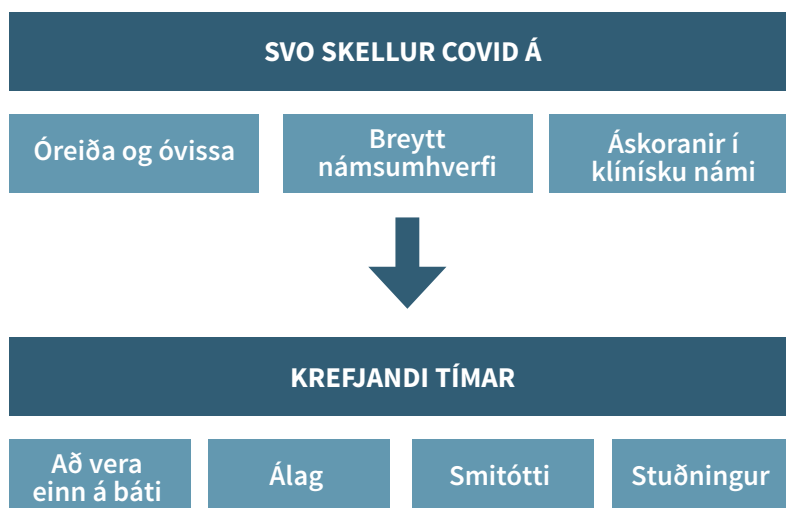 SVO SKELLUR COVID Á
Óreiða og óvissa
Breytt
námsumhverfi
Áskoranir í
klínísku námi
KREFJANDI TÍMAR
Að vera
einn á báti
Álag
Smitótti
Stuðningur